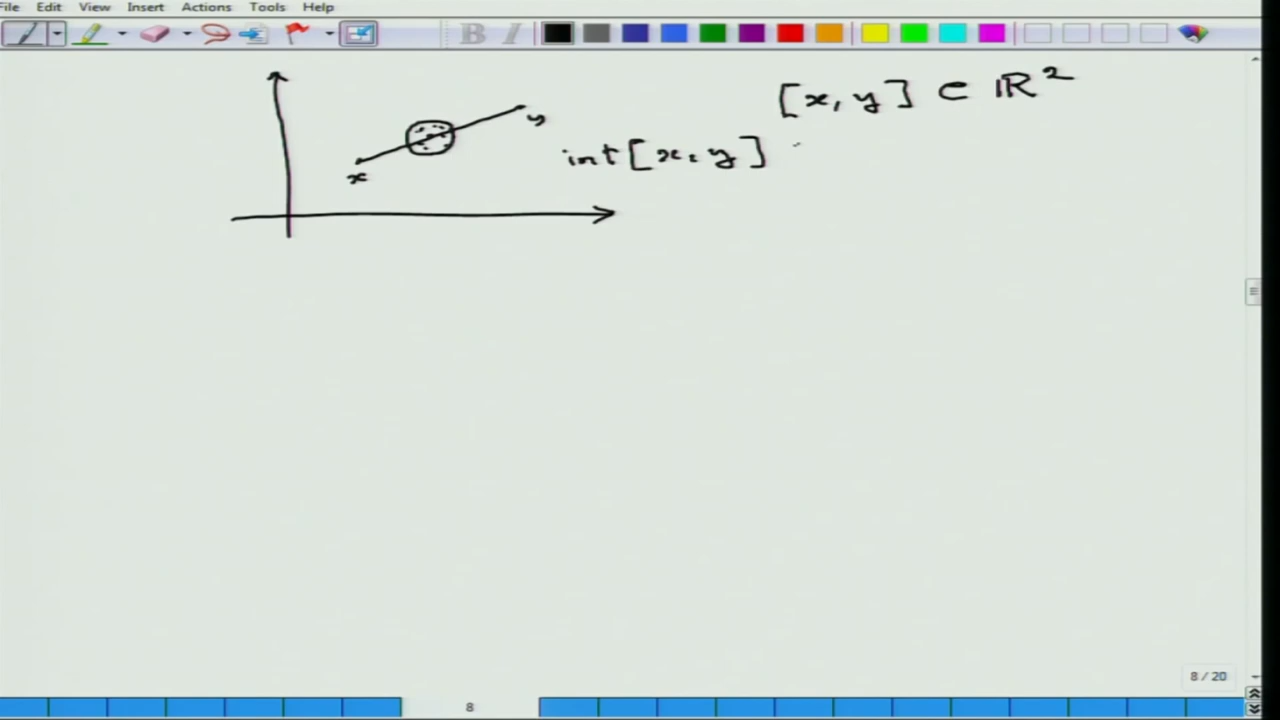 File Edit View Insert Actions Tools Help
B I
[x, y] ⊂ ℝ²
y
int[x, y]
x
8 / 20
8